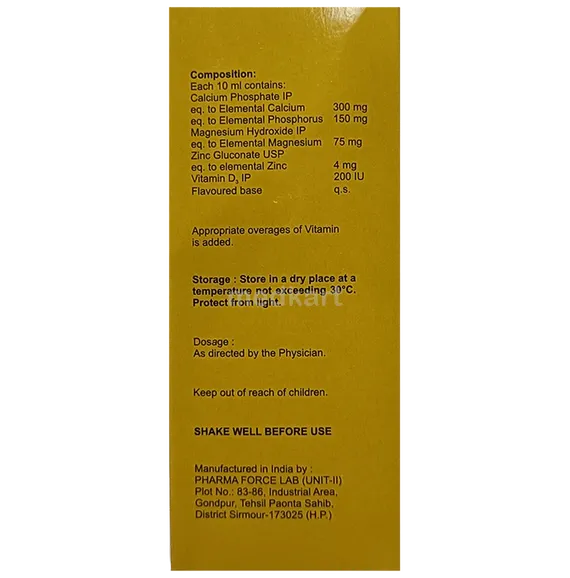 Composition:
Each 10 ml contains:
Calcium Phosphate IP
eq. to Elemental Calcium 300 mg
eq. to Elemental Phosphorus 150 mg
Magnesium Hydroxide IP
eq. to Elemental Magnesium 75 mg
Zinc Gluconate USP
eq. to elemental Zinc 4 mg
Vitamin D₃ IP 200 IU
Flavoured base q.s.
Appropriate overages of Vitamin
is added.
Storage : Store in a dry place at a
temperature not exceeding 30°C.
Protect from light.
medkart
Dosage :
As directed by the Physician.
Keep out of reach of children.
SHAKE WELL BEFORE USE
Manufactured in India by :
PHARMA FORCE LAB (UNIT-II)
Plot No.: 83-86, Industrial Area,
Gondpur, Tehsil Paonta Sahib,
District Sirmour-173025 (H.P.)